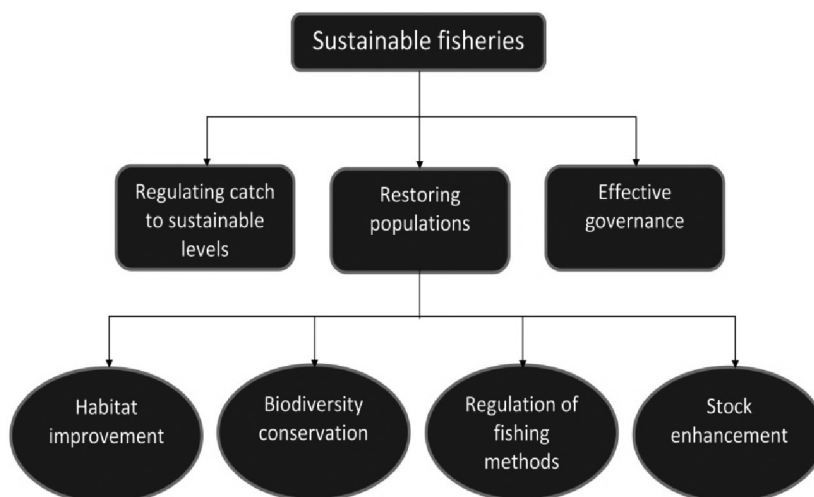 Sustainable fisheries
Regulating catch
to sustainable
levels
Restoring
populations
Effective
governance
Habitat
improvement
Biodiversity
conservation
Regulation of
fishing
methods
Stock
enhancement